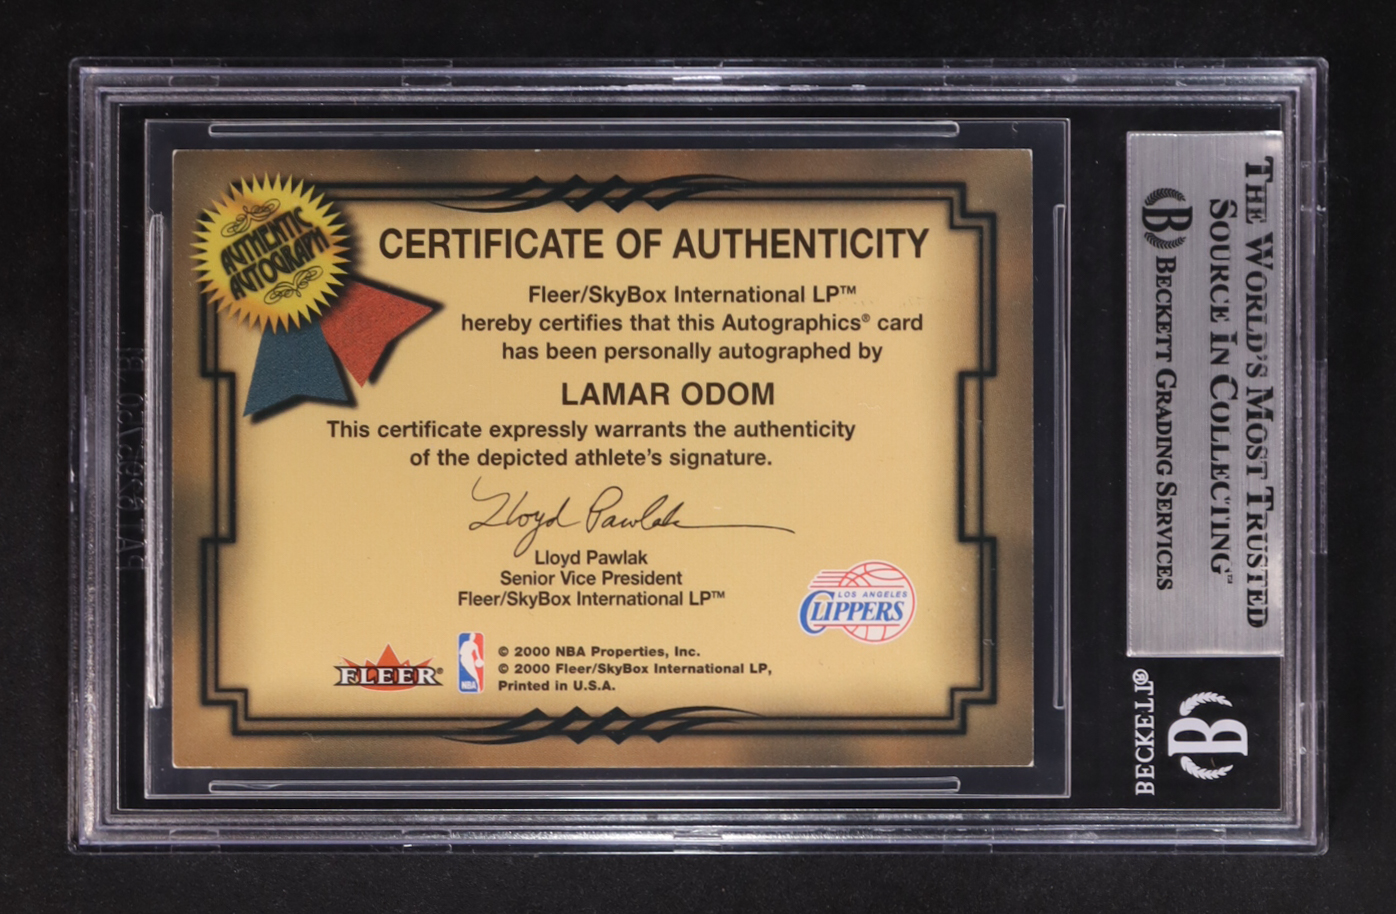 AUTHENTIC
AUTOGRAPH
CERTIFICATE OF AUTHENTICITY
Fleer/SkyBox International LP™
hereby certifies that this Autographics® card
has been personally autographed by
LAMAR ODOM
This certificate expressly warrants the authenticity
of the depicted athlete's signature.
Lloyd Pawlak
Lloyd Pawlak
Senior Vice President
Fleer/SkyBox International LP™
LOS ANGELES
CLIPPERS
FLEER®
NBA
© 2000 NBA Properties, Inc.
© 2000 Fleer/SkyBox International LP,
Printed in U.S.A.
THE WORLD'S MOST TRUSTED
SOURCE IN COLLECTING™
B BECKETT GRADING SERVICES
BECKETT®
B